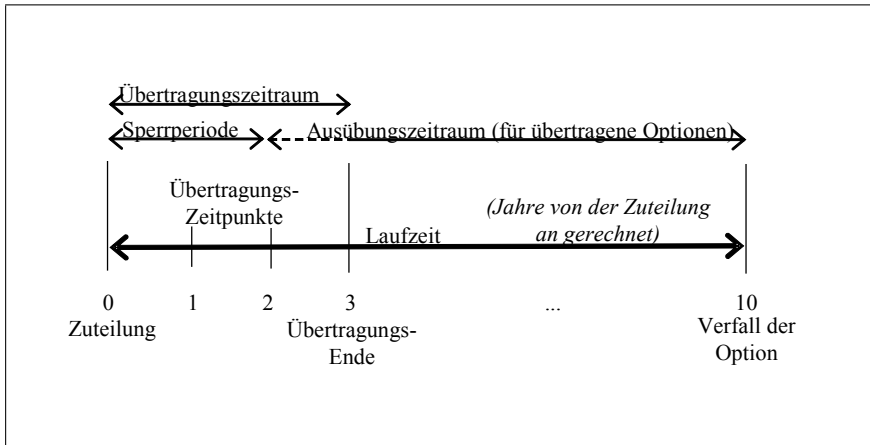 Übertragungszeitraum
Sperrperiode Ausübungszeitraum (für übertragene Optionen)
Übertragungs-
Zeitpunkte
(Jahre von der Zuteilung
an gerechnet)
Laufzeit
0 1 2 3 ... 10
Zuteilung
Übertragungs-
Ende
Verfall der
Option